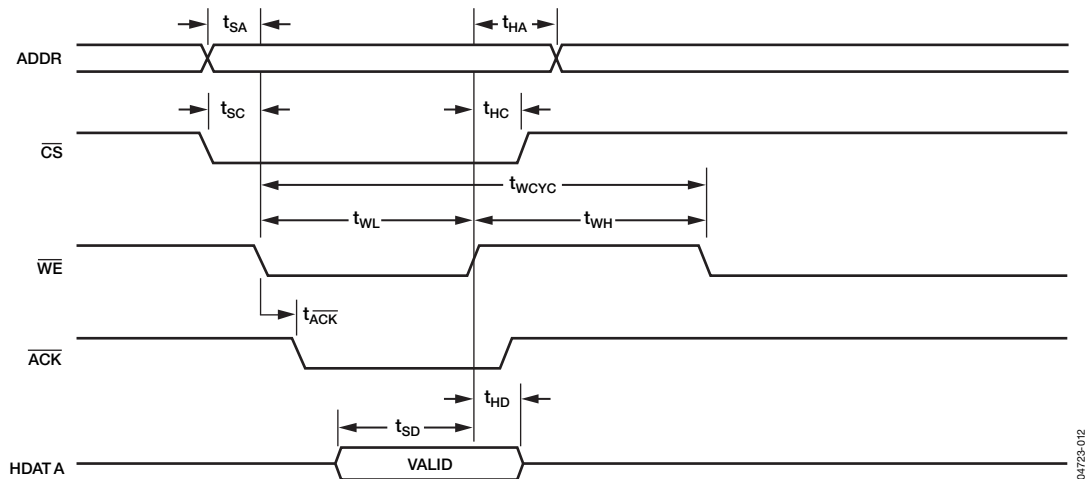 tSA
tHA
ADDR
tSC
tHC
CS
tWCYC
tWL
tWH
WE
tACK
ACK
tHD
tSD
HDATA
VALID
04723-012